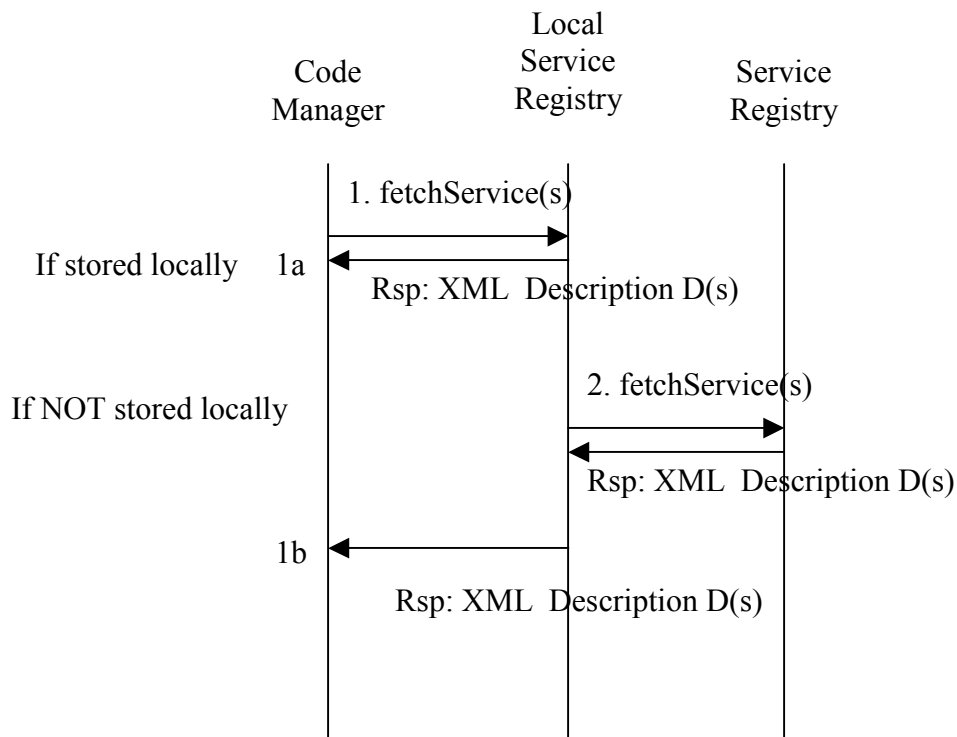 Code
Manager
Local
Service
Registry
Service
Registry
1. fetchService(s)
If stored locally 1a
Rsp: XML Description D(s)
2. fetchService(s)
If NOT stored locally
Rsp: XML Description D(s)
1b
Rsp: XML Description D(s)